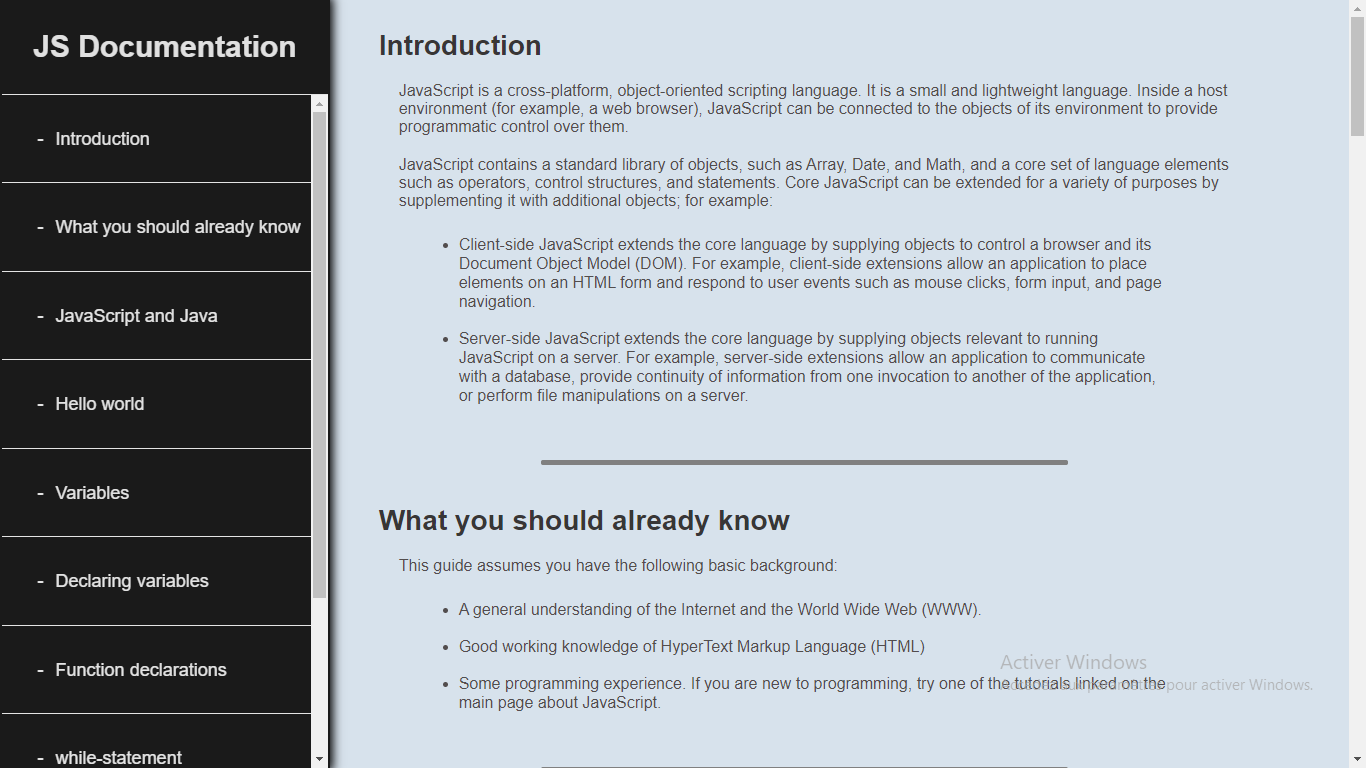 JS Documentation
- Introduction
- What you should already know
- JavaScript and Java
- Hello world
- Variables
- Declaring variables
- Function declarations
- while-statement
Introduction
JavaScript is a cross-platform, object-oriented scripting language. It is a small and lightweight language. Inside a host
environment (for example, a web browser), JavaScript can be connected to the objects of its environment to provide
programmatic control over them.
JavaScript contains a standard library of objects, such as Array, Date, and Math, and a core set of language elements
such as operators, control structures, and statements. Core JavaScript can be extended for a variety of purposes by
supplementing it with additional objects; for example:
• Client-side JavaScript extends the core language by supplying objects to control a browser and its
Document Object Model (DOM). For example, client-side extensions allow an application to place
elements on an HTML form and respond to user events such as mouse clicks, form input, and page
navigation.
• Server-side JavaScript extends the core language by supplying objects relevant to running
JavaScript on a server. For example, server-side extensions allow an application to communicate
with a database, provide continuity of information from one invocation to another of the application,
or perform file manipulations on a server.
What you should already know
This guide assumes you have the following basic background:
• A general understanding of the Internet and the World Wide Web (WWW).
• Good working knowledge of HyperText Markup Language (HTML)
• Some programming experience. If you are new to programming, try one of the tutorials linked on the
main page about JavaScript.
Activer Windows
pour activer Windows.